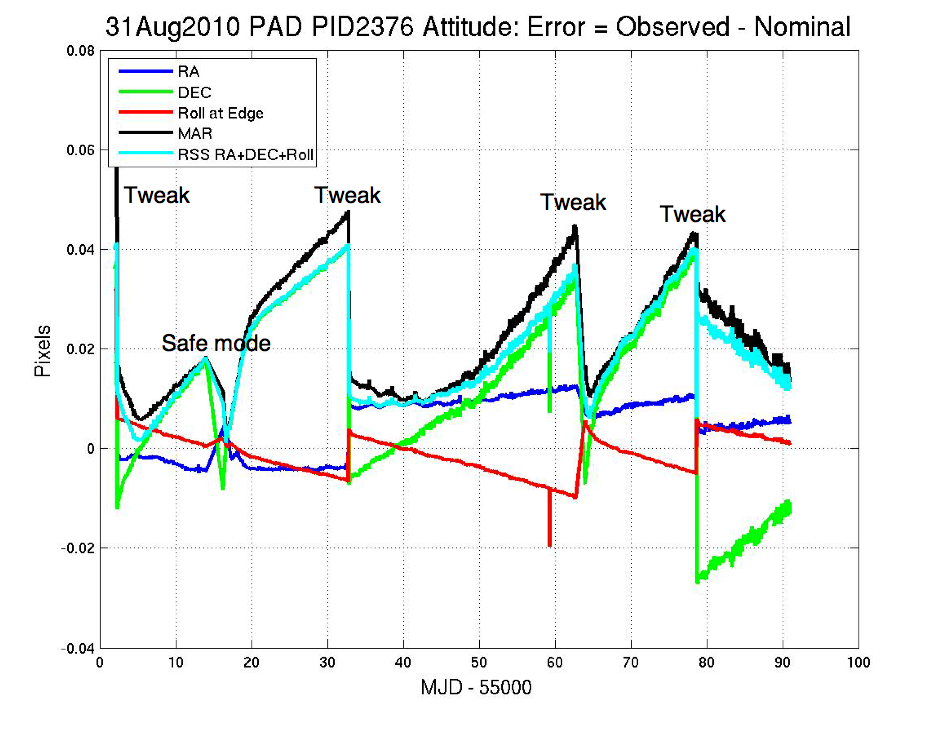 31Aug2010 PAD PID2376 Attitude: Error = Observed - Nominal
0.08
RA
DEC
Roll at Edge
MAR
RSS RA+DEC+Roll
0.06
Tweak
Tweak
Tweak
Tweak
0.04
Safe mode
0.02
0
-0.02
-0.04
Pixels
0 10 20 30 40 50 60 70 80 90 100
MJD - 55000